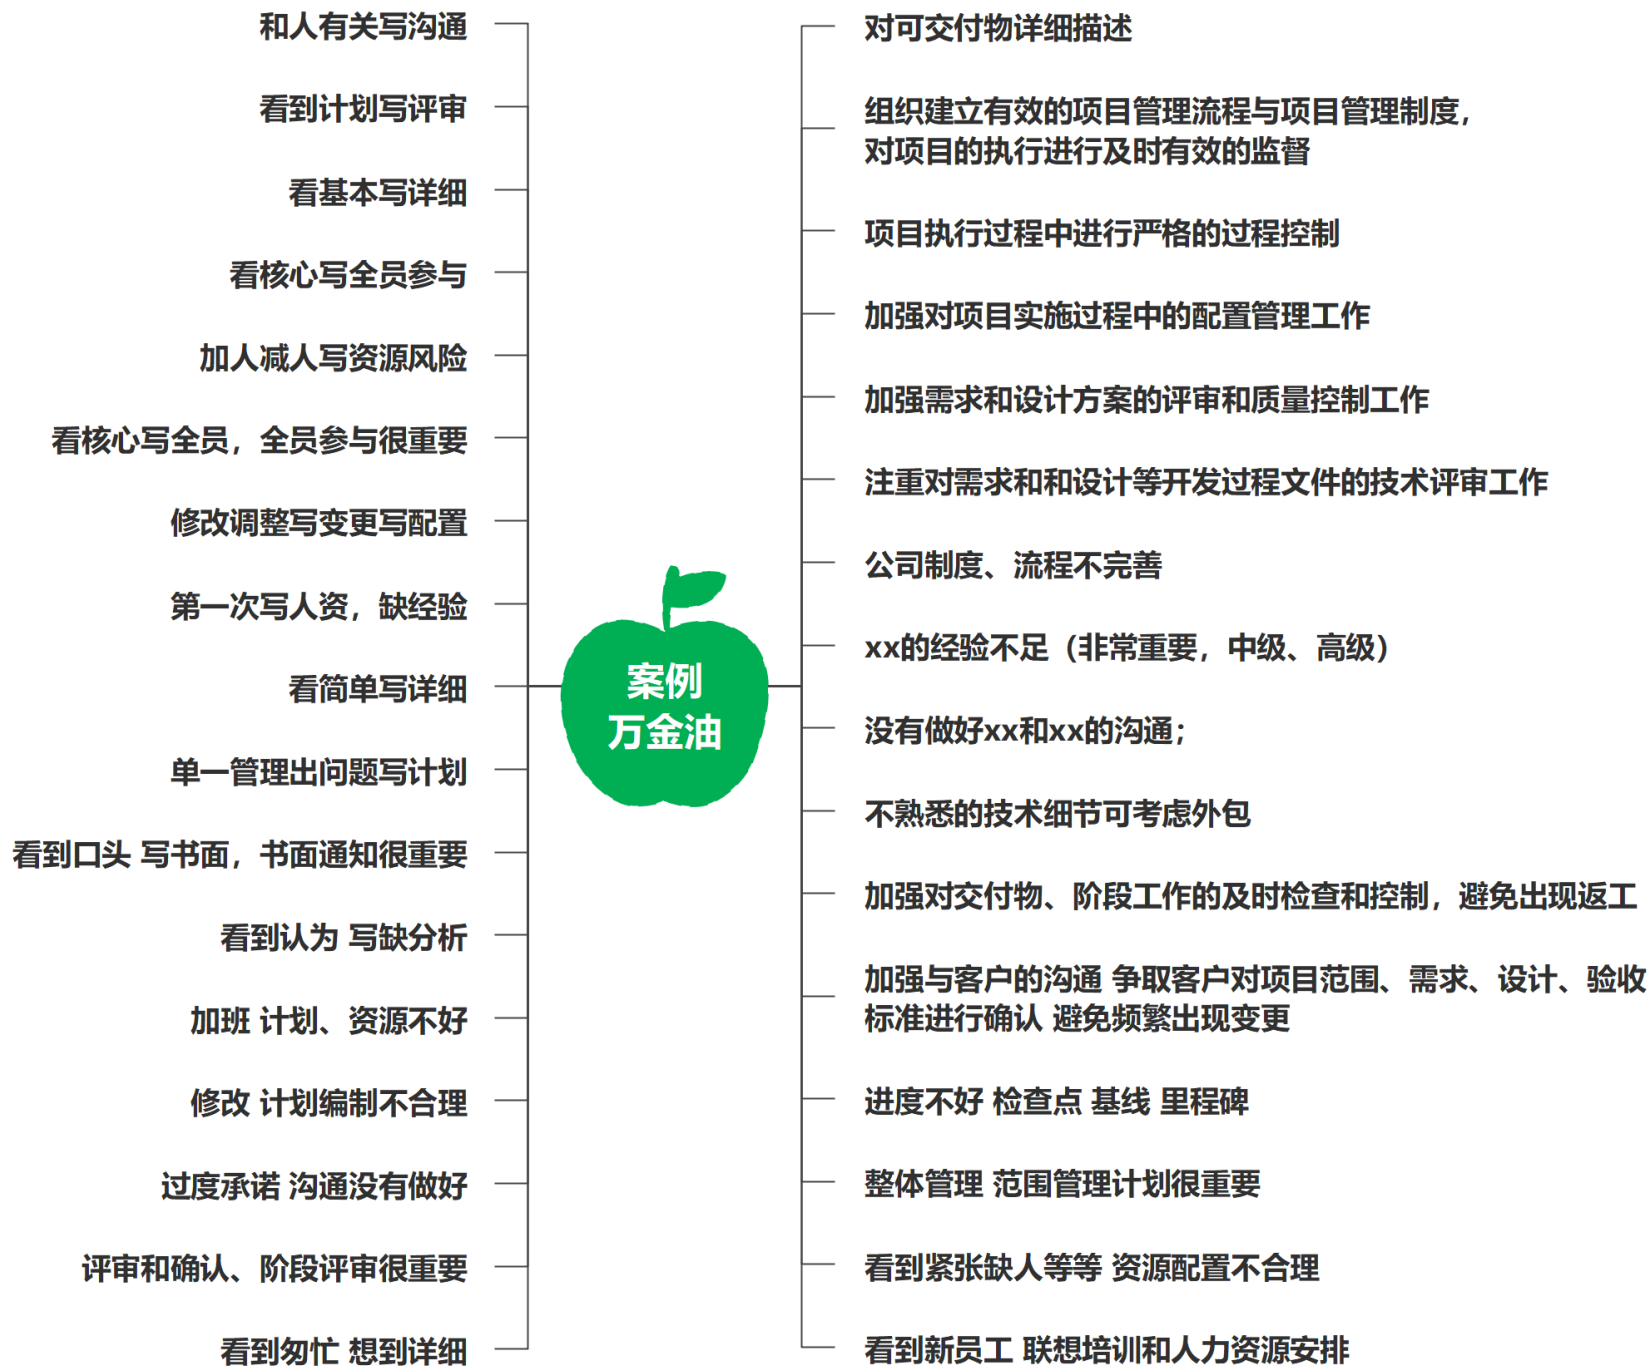 和人有关写沟通
看到计划写评审
看基本写详细
看核心写全员参与
加人减人写资源风险
看核心写全员，全员参与很重要
修改调整写变更写配置
第一次写人资，缺经验
看简单写详细
单一管理出问题写计划
看到口头 写书面，书面通知很重要
看到认为 写缺分析
加班 计划、资源不好
修改 计划编制不合理
过度承诺 沟通没有做好
评审和确认、阶段评审很重要
看到匆忙 想到详细
案例
万金油
对可交付物详细描述
组织建立有效的项目管理流程与项目管理制度，
对项目的执行进行及时有效的监督
项目执行过程中进行严格的过程控制
加强对项目实施过程中的配置管理工作
加强需求和设计方案的评审和质量控制工作
注重对需求和和设计等开发过程文件的技术评审工作
公司制度、流程不完善
xx的经验不足（非常重要，中级、高级）
没有做好xx和xx的沟通；
不熟悉的技术细节可考虑外包
加强对交付物、阶段工作的及时检查和控制，避免出现返工
加强与客户的沟通 争取客户对项目范围、需求、设计、验收
标准进行确认 避免频繁出现变更
进度不好 检查点 基线 里程碑
整体管理 范围管理计划很重要
看到紧张缺人等等 资源配置不合理
看到新员工 联想培训和人力资源安排